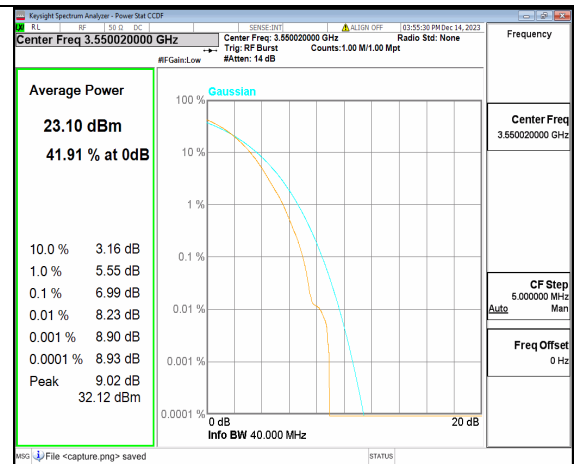 Keysight Spectrum Analyzer - Power Stat CCDF
RL RF 50 Ω DC SENSE:INT ALIGN OFF 03:55:30 PM Dec 14, 2023
Center Freq 3.550020000 GHz
Center Freq: 3.550020000 GHz Radio Std: None
Trig: RF Burst Counts:1.00 M/1.00 Mpt
#IFGain:Low #Atten: 14 dB
Frequency
Average Power
23.10 dBm
41.91 % at 0dB
10.0 % 3.16 dB
1.0 % 5.55 dB
0.1 % 6.99 dB
0.01 % 8.23 dB
0.001 % 8.90 dB
0.0001 % 8.93 dB
Peak 9.02 dB
32.12 dBm
Gaussian
100 %
10 %
1 %
0.1 %
0.01 %
0.001 %
0.0001 %
0 dB 20 dB
Info BW 40.000 MHz
Center Freq
3.550020000 GHz
CF Step
5.000000 MHz
Auto Man
Freq Offset
0 Hz
MSG File <capture.png> saved STATUS